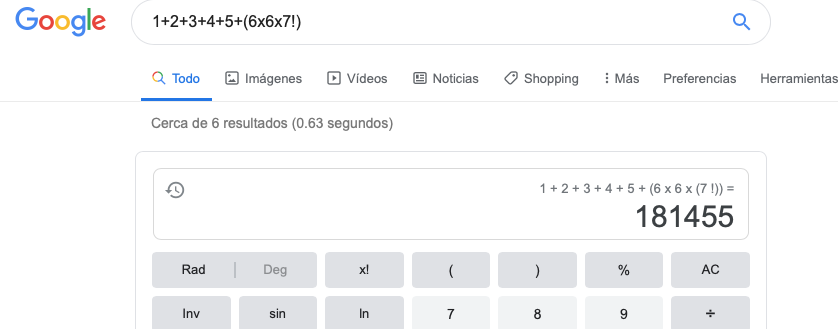 Google 1+2+3+4+5+(6x6x7!)
Todo Imágenes Vídeos Noticias Shopping Más Preferencias Herramientas
Cerca de 6 resultados (0.63 segundos)
1 + 2 + 3 + 4 + 5 + (6 x 6 x (7 !)) =
181455
Rad Deg x! ( ) % AC
Inv sin ln 7 8 9 ÷